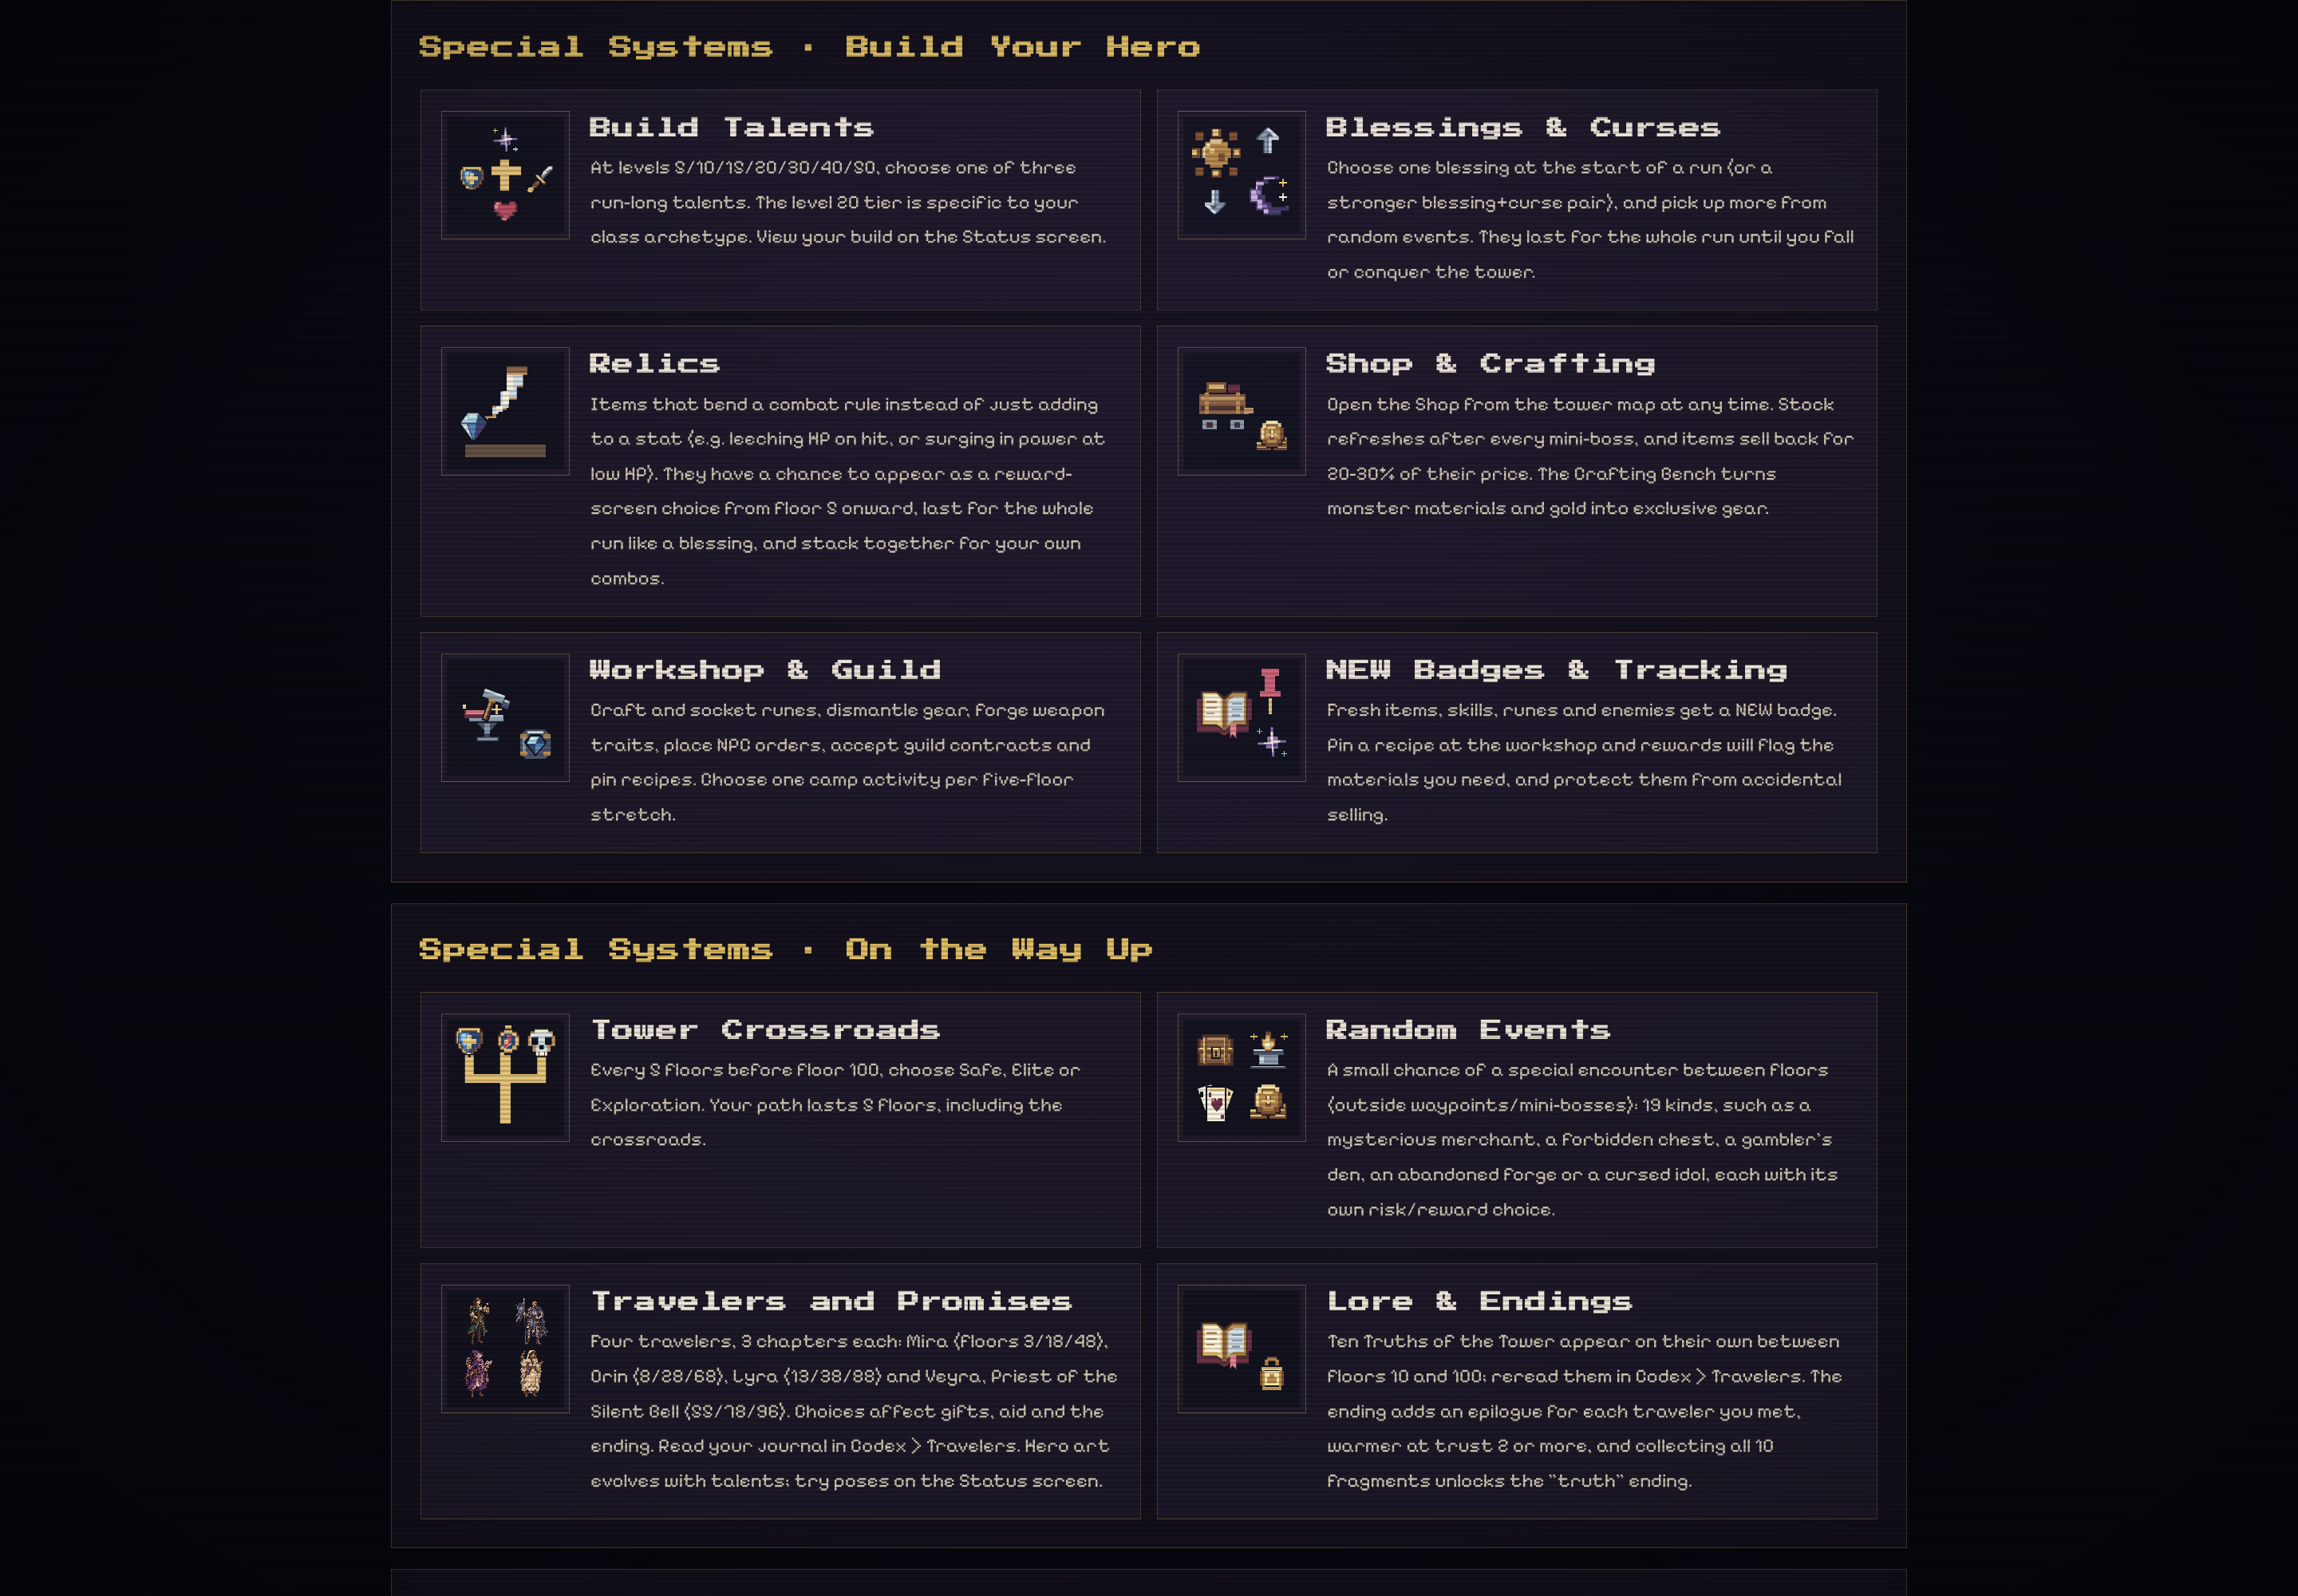 Special Systems · Build Your Hero
Build Talents
At levels 5/10/15/20/30/40/50, choose one of three
run-long talents. The level 20 tier is specific to your
class archetype. View your build on the Status screen.
Blessings & Curses
Choose one blessing at the start of a run (or a
stronger blessing+curse pair), and pick up more from
random events. They last for the whole run until you fall
or conquer the tower.
Relics
Items that bend a combat rule instead of just adding
to a stat (e.g. leeching HP on hit, or surging in power at
low HP). They have a chance to appear as a reward-
screen choice from floor 5 onward, last for the whole
run like a blessing, and stack together for your own
combos.
Shop & Crafting
Open the Shop from the tower map at any time. Stock
refreshes after every mini-boss, and items sell back for
20-30% of their price. The Crafting Bench turns
monster materials and gold into exclusive gear.
Workshop & Guild
Craft and socket runes, dismantle gear, forge weapon
traits, place NPC orders, accept guild contracts and
pin recipes. Choose one camp activity per five-floor
stretch.
NEW Badges & Tracking
Fresh items, skills, runes and enemies get a NEW badge.
Pin a recipe at the workshop and rewards will flag the
materials you need, and protect them from accidental
selling.
Special Systems · On the Way Up
Tower Crossroads
Every 5 floors before floor 100, choose Safe, Elite or
Exploration. Your path lasts 5 floors, including the
crossroads.
Random Events
A small chance of a special encounter between floors
(outside waypoints/mini-bosses): 19 kinds, such as a
mysterious merchant, a forbidden chest, a gambler's
den, an abandoned forge or a cursed idol, each with its
own risk/reward choice.
Travelers and Promises
Four travelers, 3 chapters each: Mira (floors 3/18/48),
Orin (8/28/68), Lyra (13/38/88) and Veyra, Priest of the
Silent Bell (55/78/96). Choices affect gifts, aid and the
ending. Read your journal in Codex > Travelers. Hero art
evolves with talents; try poses on the Status screen.
Lore & Endings
Ten Truths of the Tower appear on their own between
floors 10 and 100; reread them in Codex > Travelers. The
ending adds an epilogue for each traveler you met,
warmer at trust 2 or more, and collecting all 10
fragments unlocks the "truth" ending.